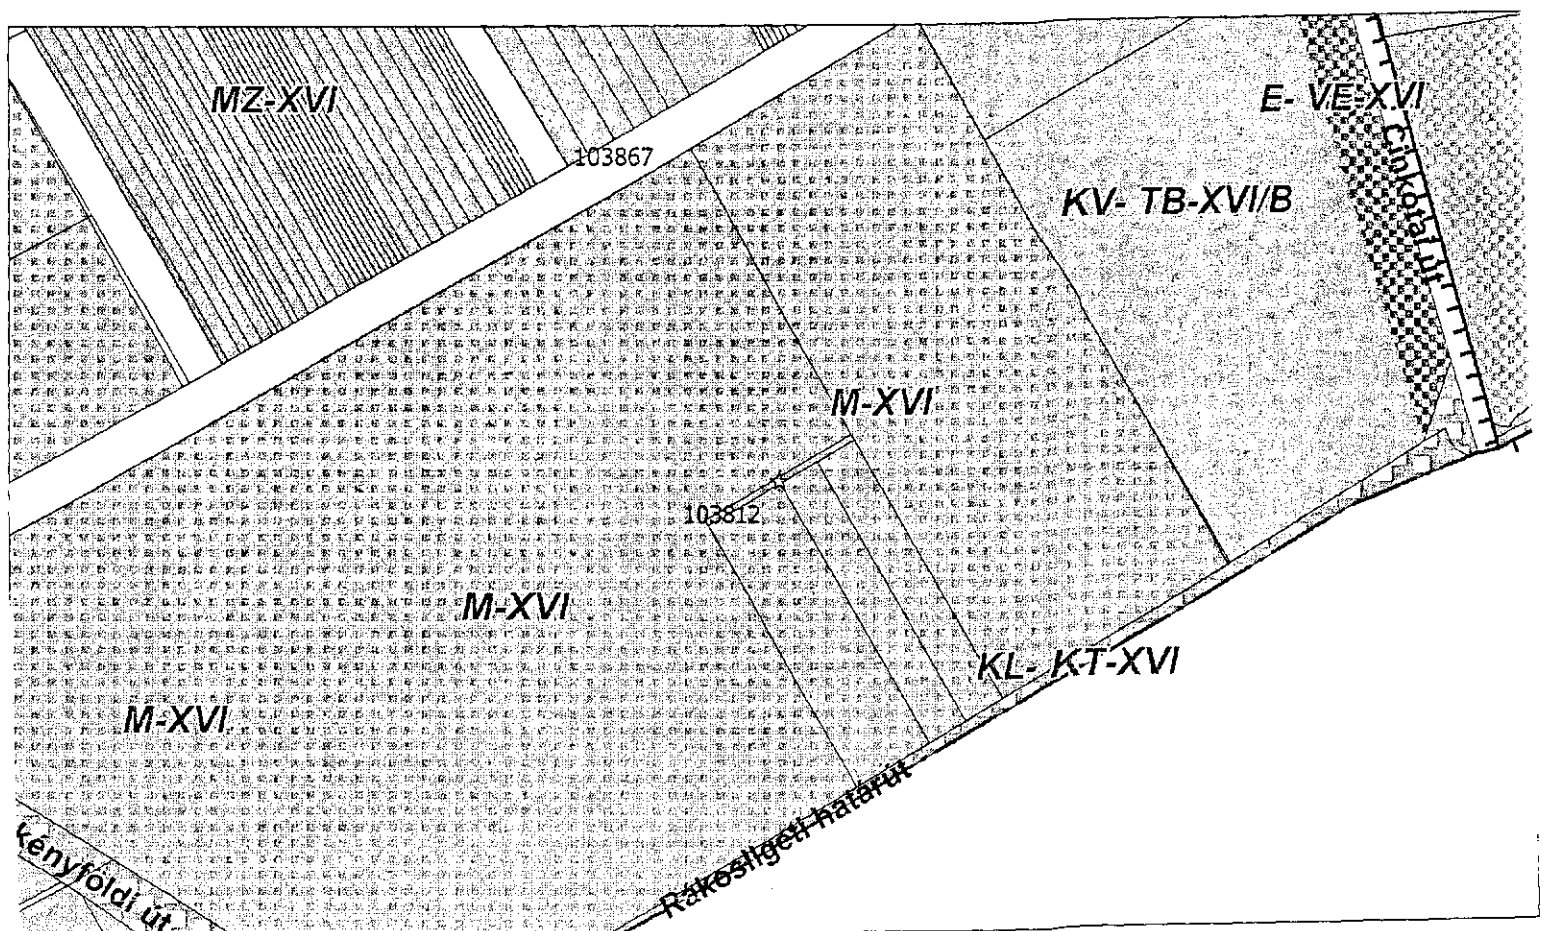 MZ-XVI
E- VE-XVI
103867
Cinkotai út
KV- TB-XVI/B
M-XVI
103812
M-XVI
KL- KT-XVI
M-XVI
Rákosligeti határút
kényföldi út